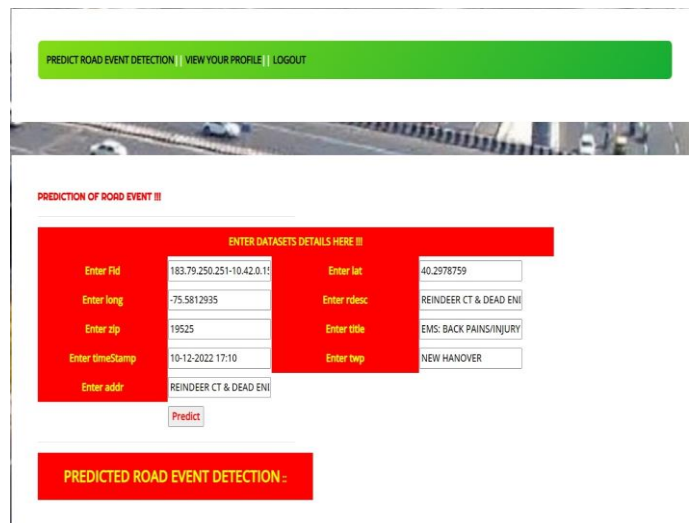 PREDICT ROAD EVENT DETECTION || VIEW YOUR PROFILE || LOGOUT
PREDICTION OF ROAD EVENT !!!
ENTER DATASETS DETAILS HERE !!!
Enter Fid 183.79.250.251-10.42.0.15 Enter lat 40.2978759
Enter long -75.5812935 Enter rdesc REINDEER CT & DEAD END
Enter zip 19525 Enter title EMS: BACK PAINS/INJURY
Enter timeStamp 10-12-2022 17:10 Enter twp NEW HANOVER
Enter addr REINDEER CT & DEAD END
Predict
PREDICTED ROAD EVENT DETECTION ::